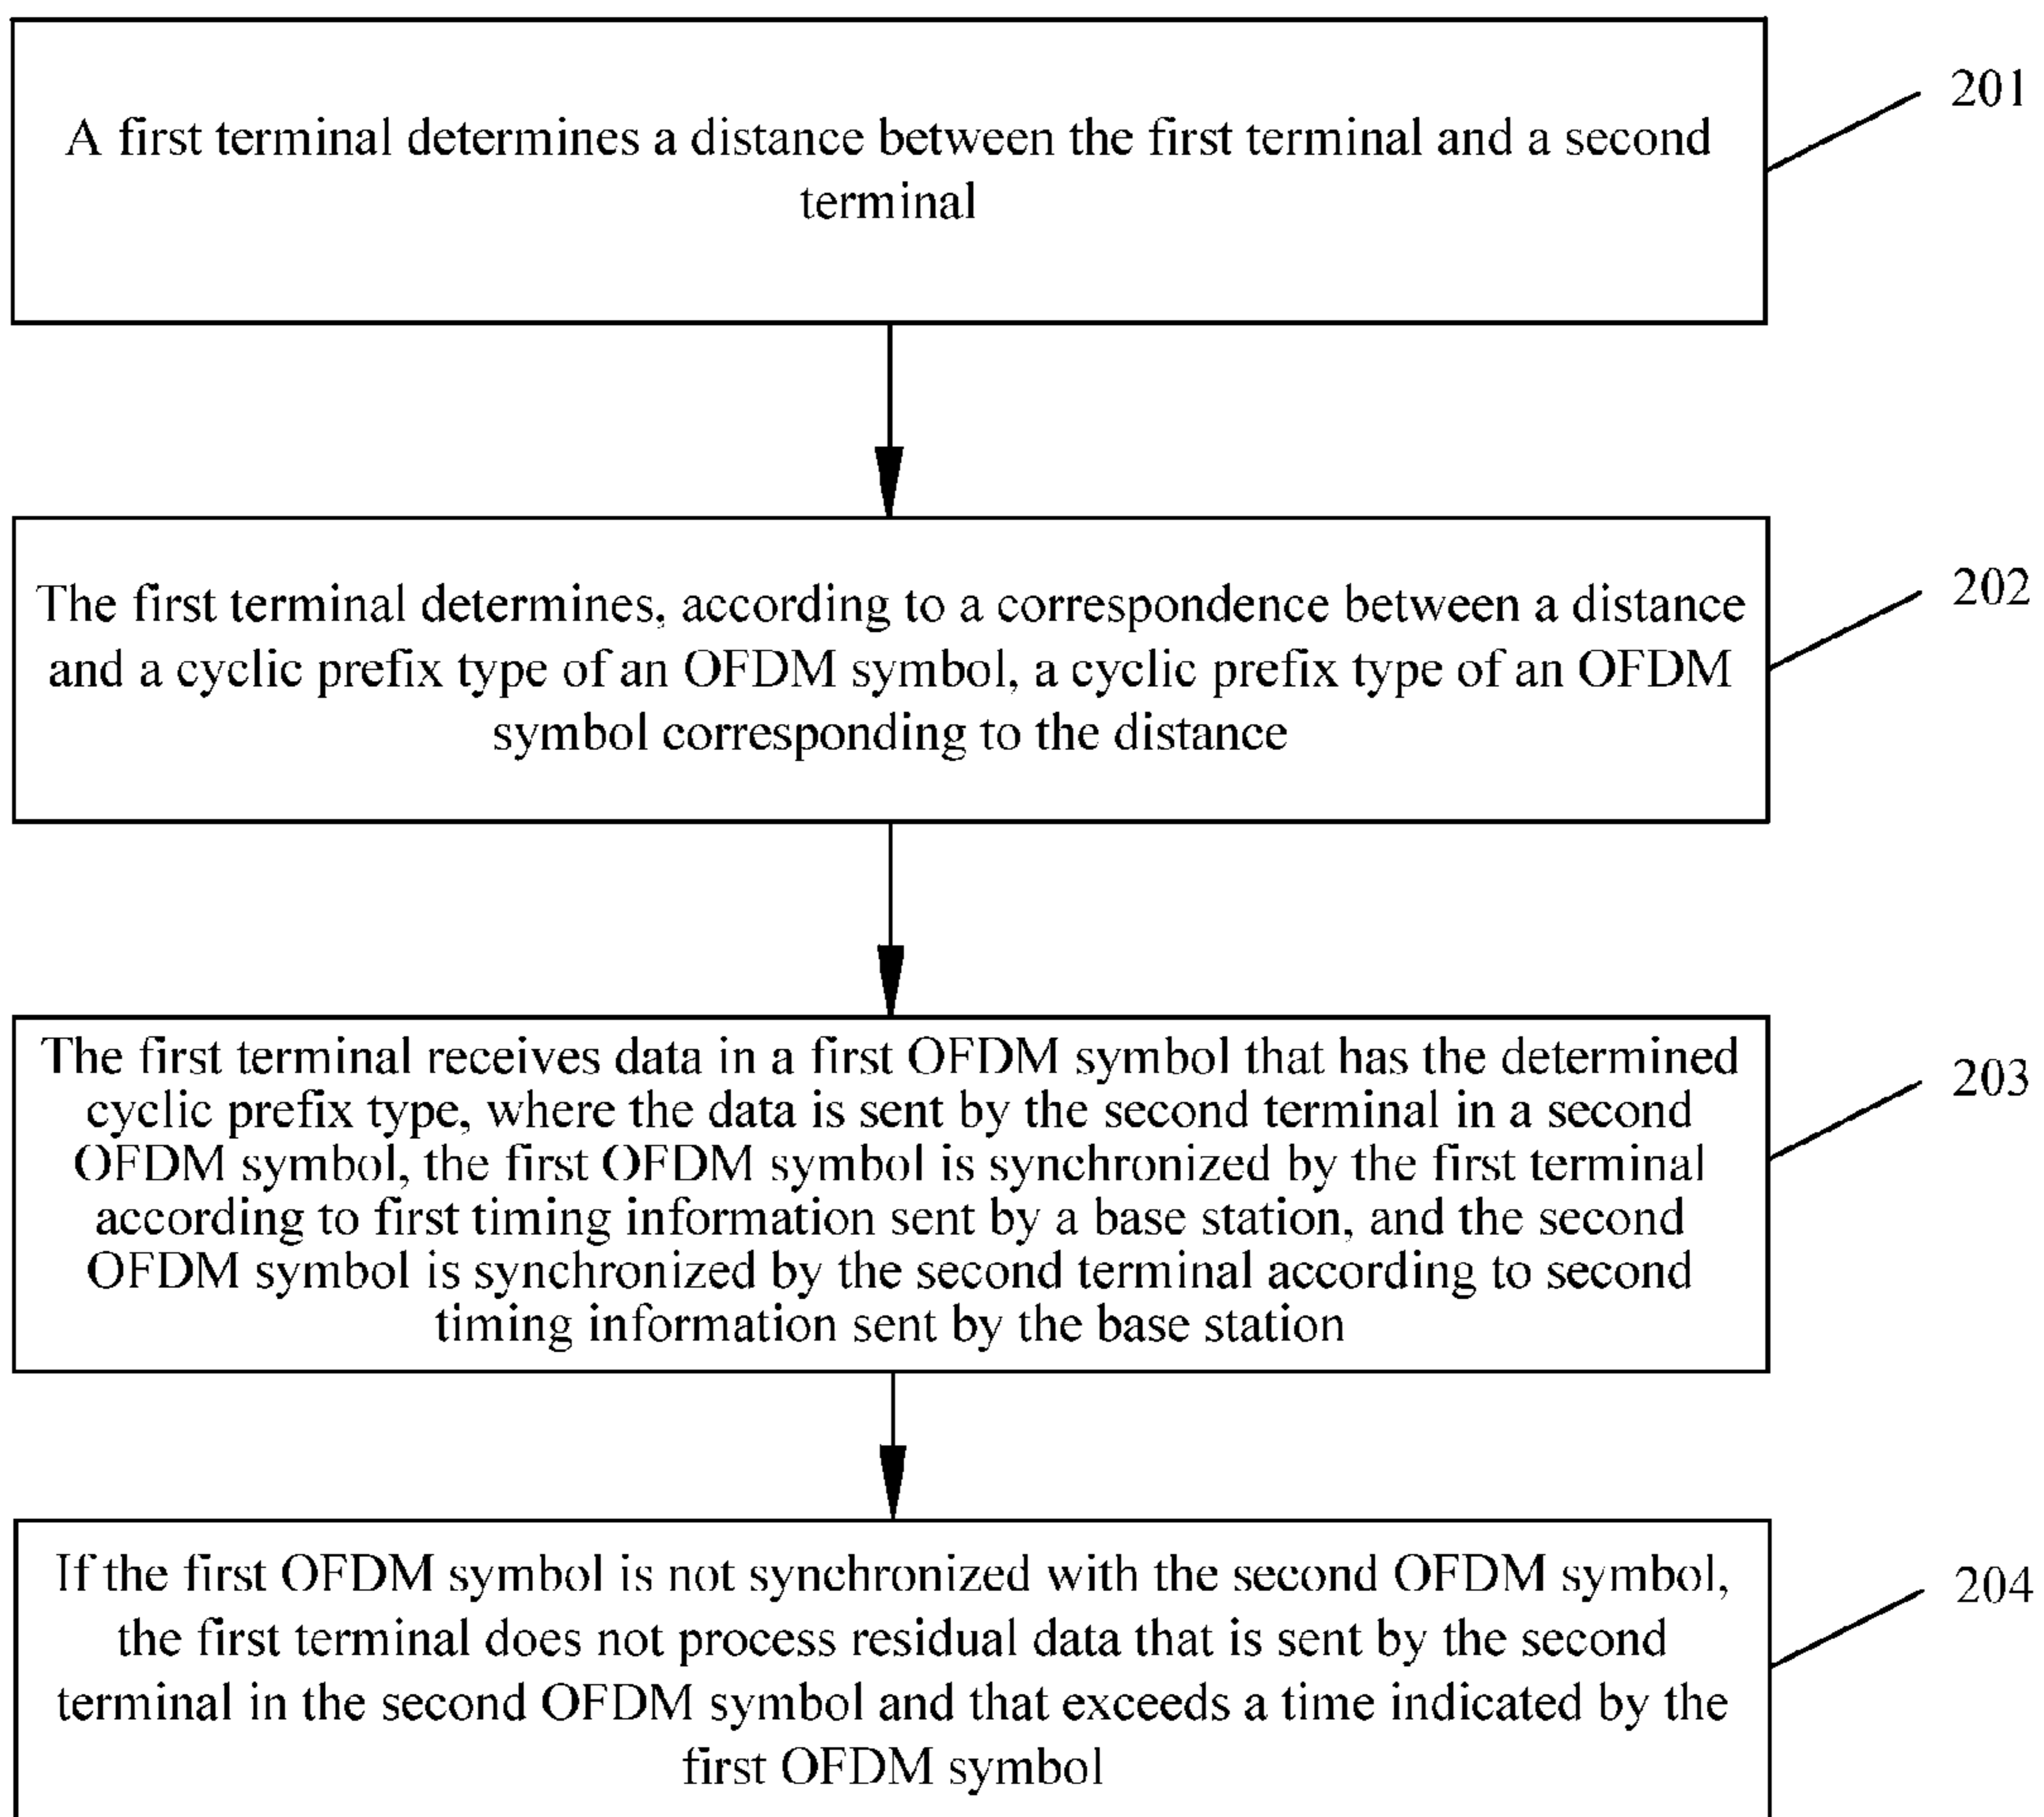 201
A first terminal determines a distance between the first terminal and a second
terminal
202
The first terminal determines, according to a correspondence between a distance
and a cyclic prefix type of an OFDM symbol, a cyclic prefix type of an OFDM
symbol corresponding to the distance
203
The first terminal receives data in a first OFDM symbol that has the determined
cyclic prefix type, where the data is sent by the second terminal in a second
OFDM symbol, the first OFDM symbol is synchronized by the first terminal
according to first timing information sent by a base station, and the second
OFDM symbol is synchronized by the second terminal according to second
timing information sent by the base station
204
If the first OFDM symbol is not synchronized with the second OFDM symbol,
the first terminal does not process residual data that is sent by the second
terminal in the second OFDM symbol and that exceeds a time indicated by the
first OFDM symbol